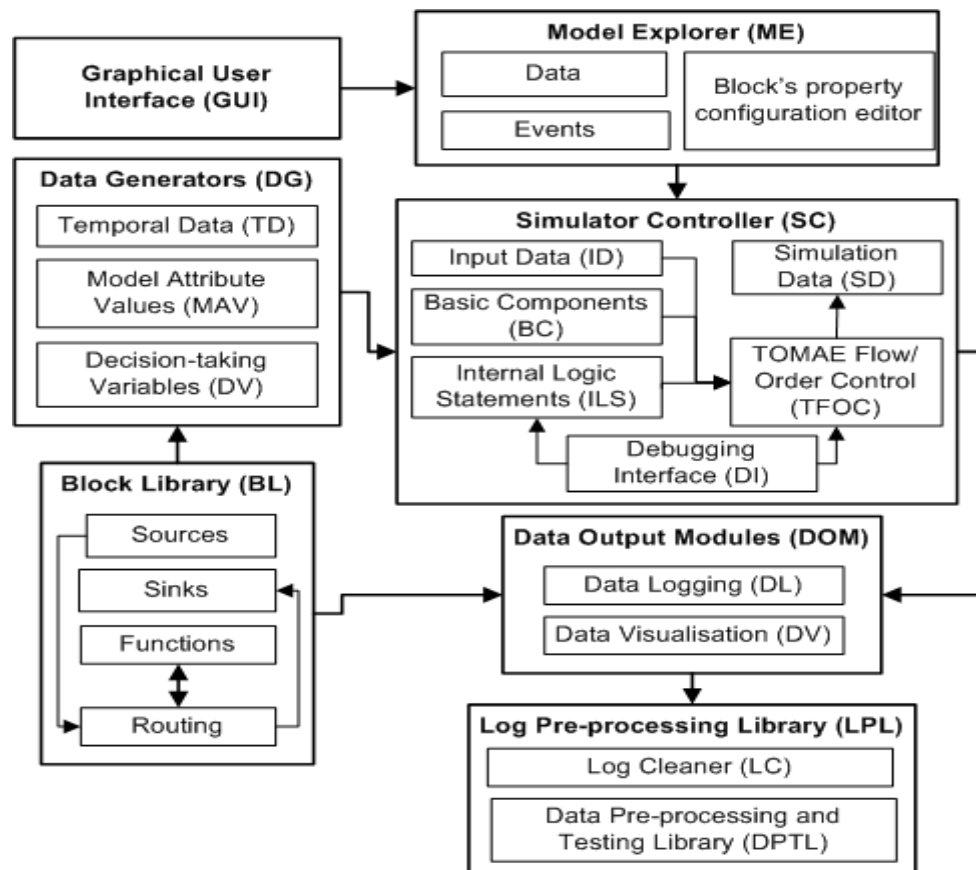 Graphical User
Interface (GUI)
Model Explorer (ME)
Data
Events
Block's property
configuration editor
Data Generators (DG)
Temporal Data (TD)
Model Attribute
Values (MAV)
Decision-taking
Variables (DV)
Simulator Controller (SC)
Input Data (ID)
Basic Components
(BC)
Internal Logic
Statements (ILS)
Simulation
Data (SD)
TOMAE Flow/
Order Control
(TFOC)
Debugging
Interface (DI)
Block Library (BL)
Sources
Sinks
Functions
Routing
Data Output Modules (DOM)
Data Logging (DL)
Data Visualisation (DV)
Log Pre-processing Library (LPL)
Log Cleaner (LC)
Data Pre-processing and
Testing Library (DPTL)